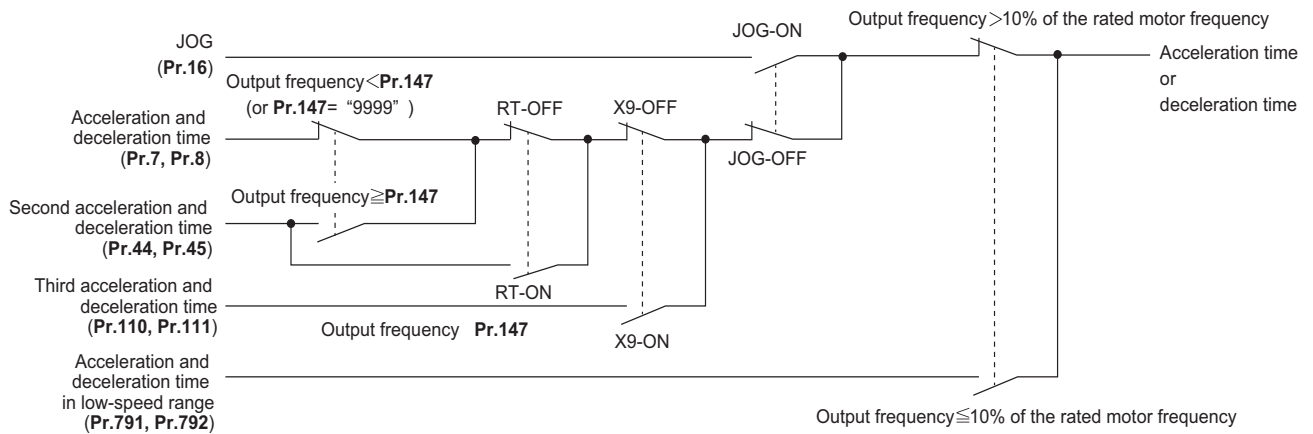 Output frequency＞10% of the rated motor frequency
JOG-ON
JOG
(Pr.16)
Acceleration time
or
deceleration time
Output frequency＜Pr.147
(or Pr.147= “9999” )
RT-OFF
X9-OFF
Acceleration and
deceleration time
(Pr.7, Pr.8)
JOG-OFF
Output frequency≧Pr.147
Second acceleration and
deceleration time
(Pr.44, Pr.45)
RT-ON
Third acceleration and
deceleration time
(Pr.110, Pr.111)
Output frequency Pr.147
X9-ON
Acceleration and
deceleration time
in low-speed range
(Pr.791, Pr.792)
Output frequency≦10% of the rated motor frequency